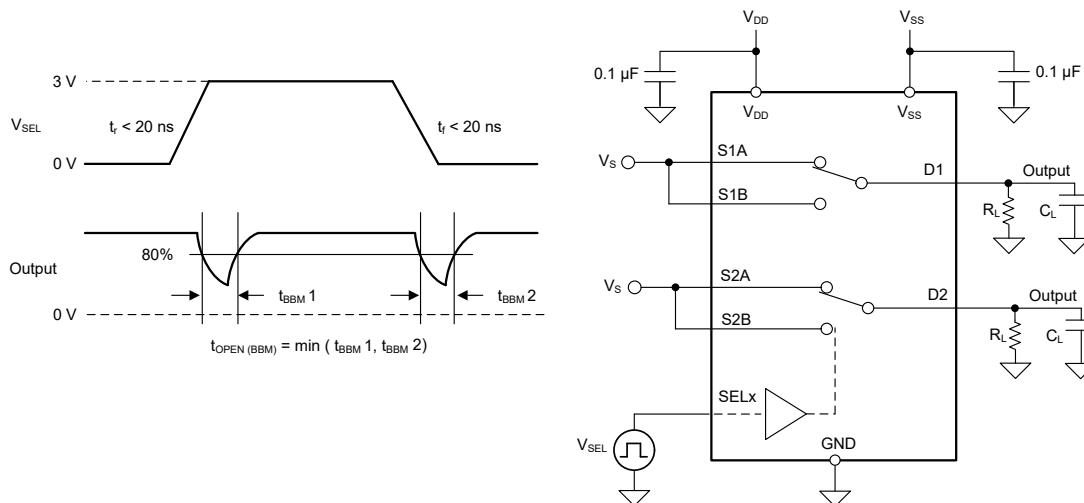 3 V
V_SEL
t_r < 20 ns
t_f < 20 ns
0 V
80%
Output
t_BBM 1
t_BBM 2
0 V
t_OPEN (BBM) = min ( t_BBM 1, t_BBM 2)
V_DD
V_SS
0.1 µF
0.1 µF
V_DD
V_SS
V_S
S1A
D1
Output
S1B
R_L
C_L
V_S
S2A
D2
Output
S2B
R_L
C_L
SELx
V_SEL
GND